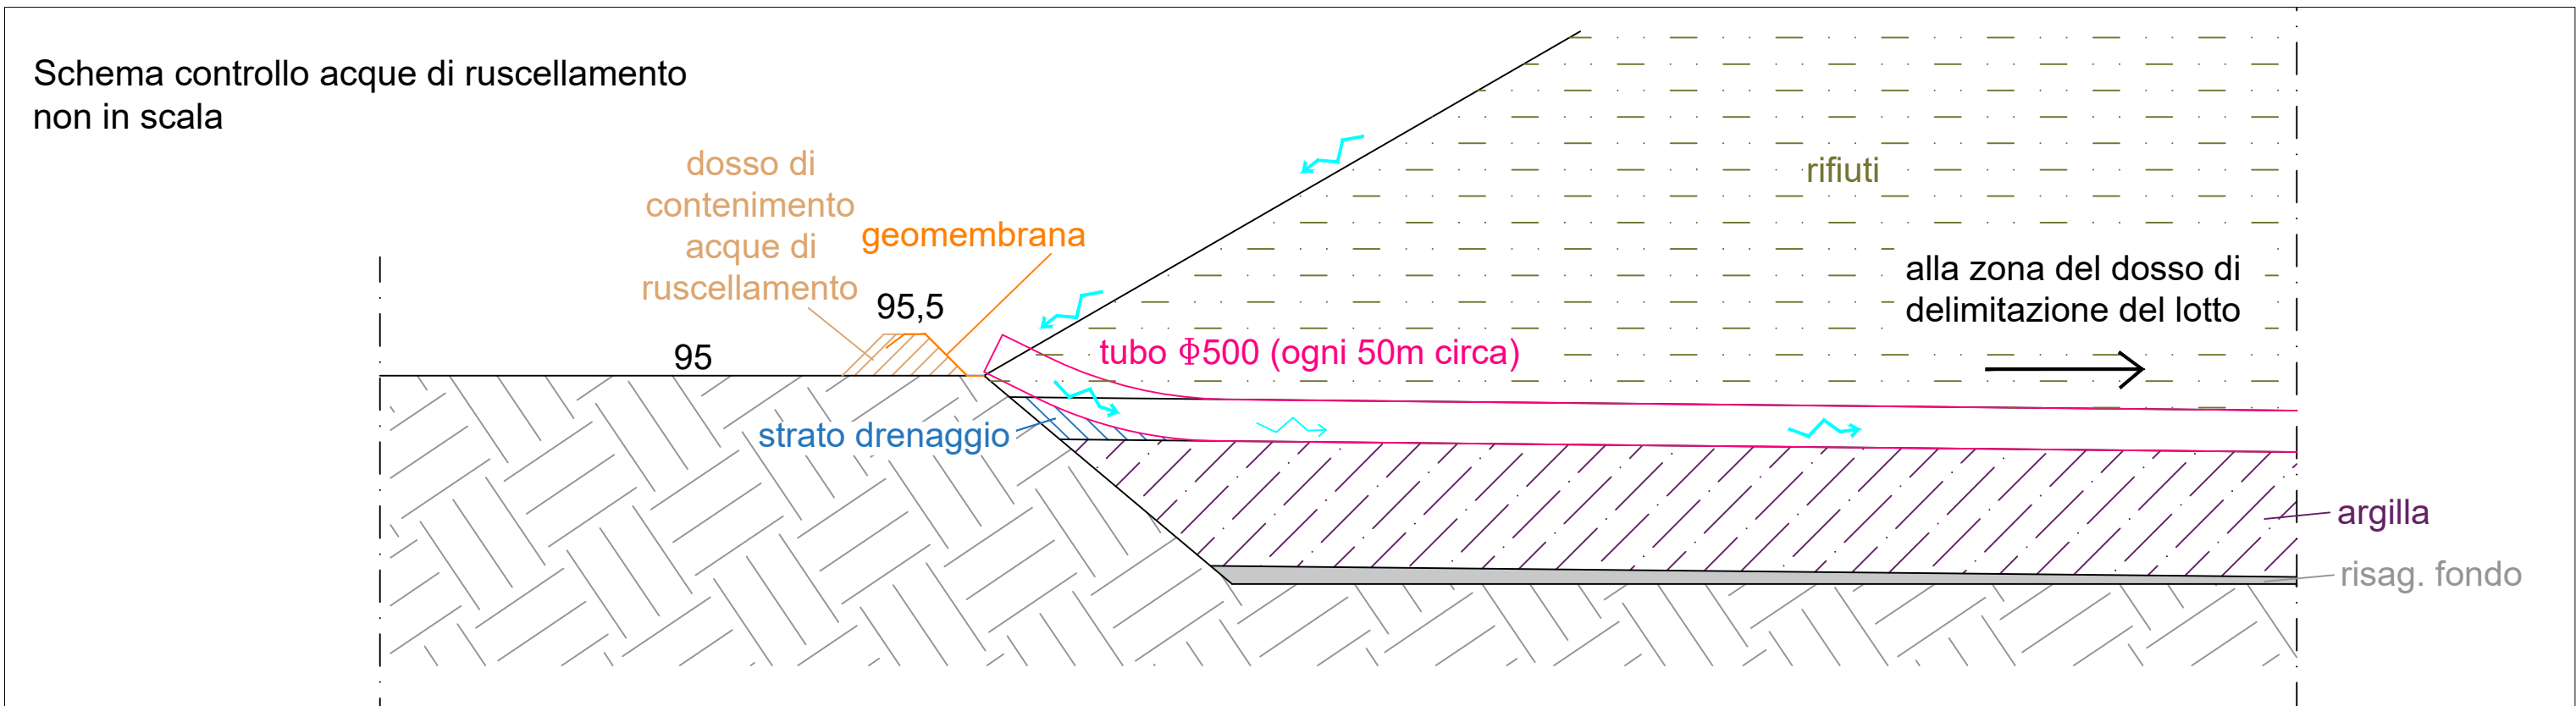 Schema controllo acque di ruscellamento
non in scala
dosso di
contenimento
acque di
ruscellamento
geomembrana
95,5
95
rifiuti
alla zona del dosso di
delimitazione del lotto
tubo Φ500 (ogni 50m circa)
strato drenaggio
argilla
risag. fondo